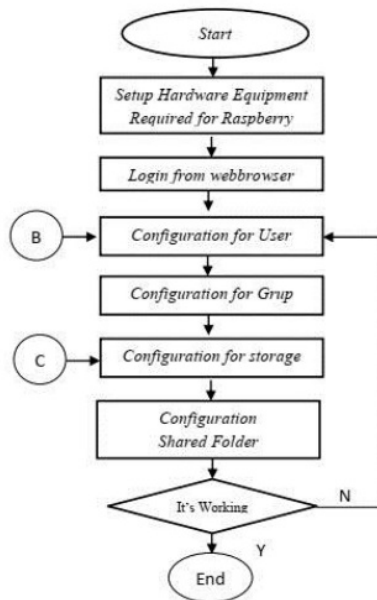 Start
Setup Hardware Equipment
Required for Raspberry
Login from webbrowser
B
Configuration for User
Configuration for Grup
C
Configuration for storage
Configuration
Shared Folder
It's Working
N
Y
End